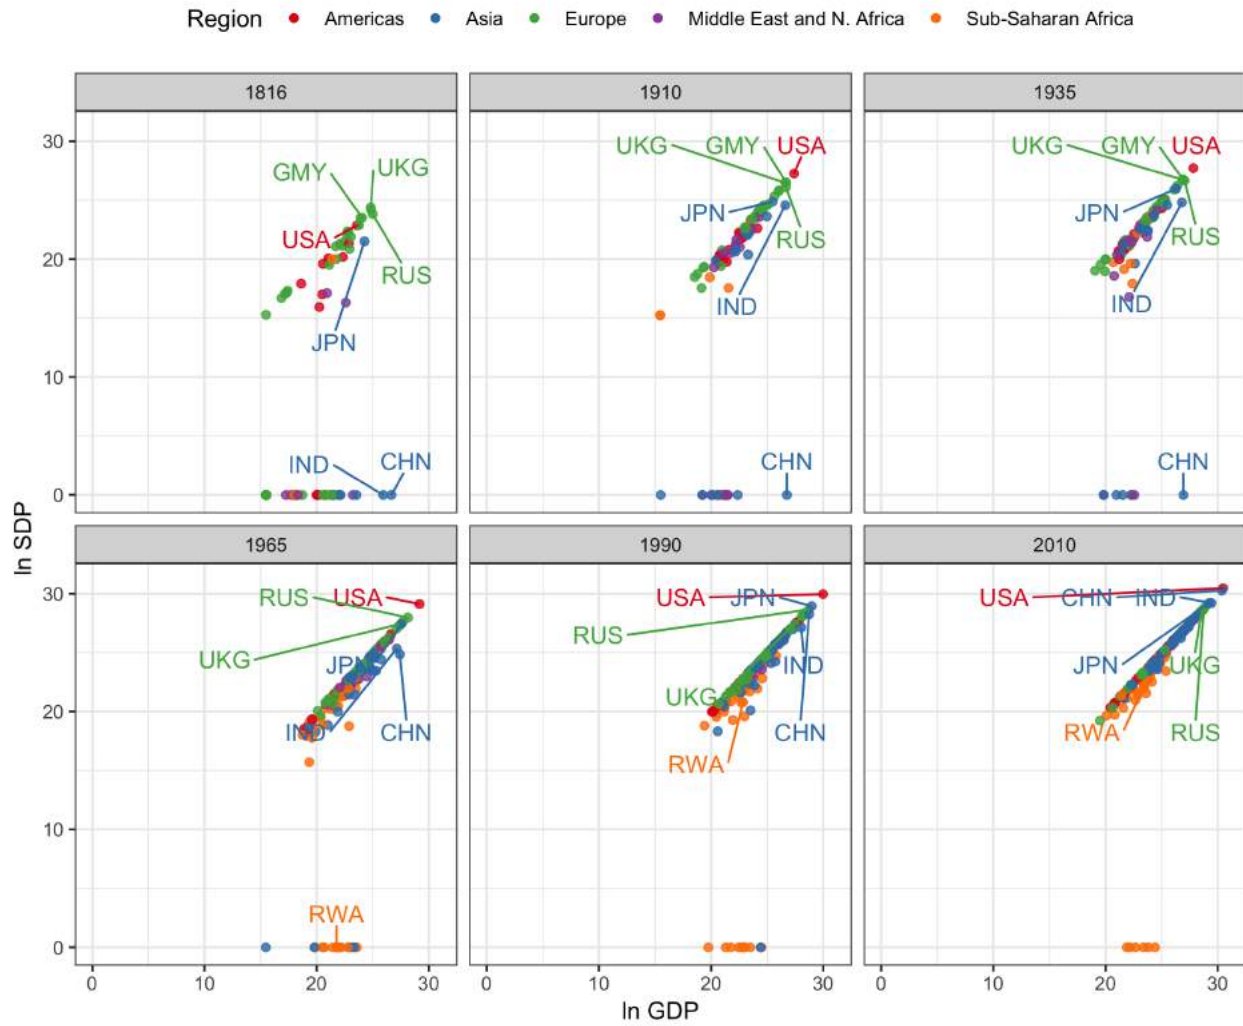 Region Americas Asia Europe Middle East and N. Africa Sub-Saharan Africa
1816 1910 1935
30
20
10
0
UKG
GMY
USA
RUS
JPN
IND
CHN
UKG GMY USA
JPN
RUS
IND
CHN
UKG GMY USA
JPN
RUS
IND
CHN
ln SDP
1965 1990 2010
30
20
10
0
RUS USA
UKG
JPN
IND CHN
RWA
USA JPN
RUS
IND
UKG
CHN
RWA
USA CHN IND
JPN UKG
RWA RUS
0 10 20 30 0 10 20 30 0 10 20 30
ln GDP